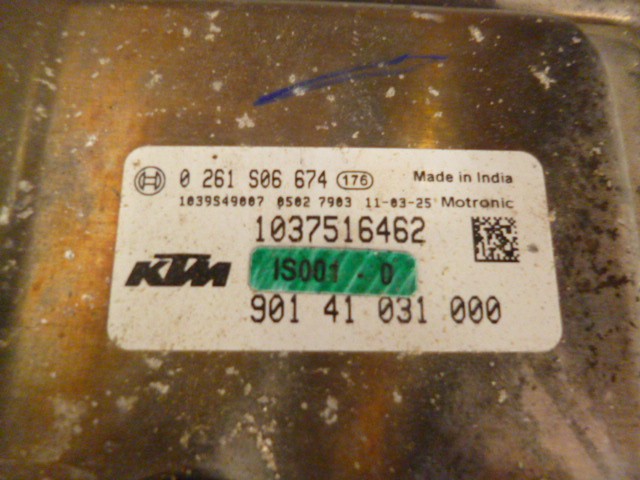 0 261 S06 674 176 Made in India
1039S49007 0502 7903 11-03-25 Motronic
1037516462
KTM IS001 - 0
901 41 031 000